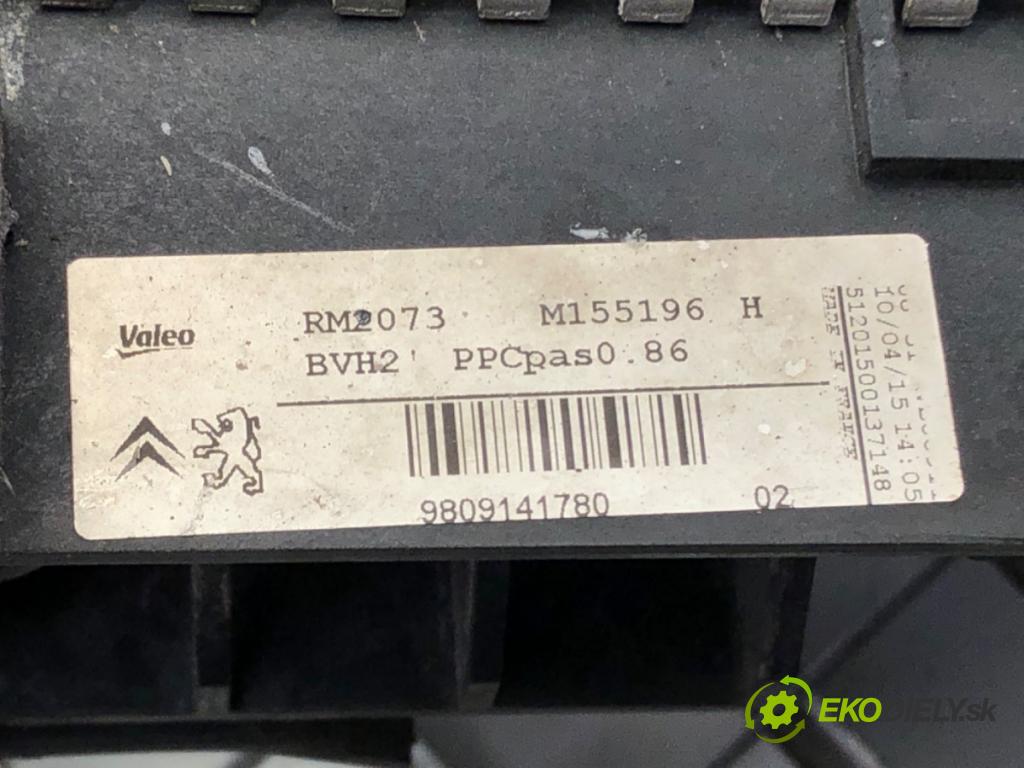 Valeo
RM2073 M155196 H
BVH2 PPCpas0.86
9809141780 02
MADE IN FRANCE
51201500137148
10/04/15 14:05
EKODIELY.sk